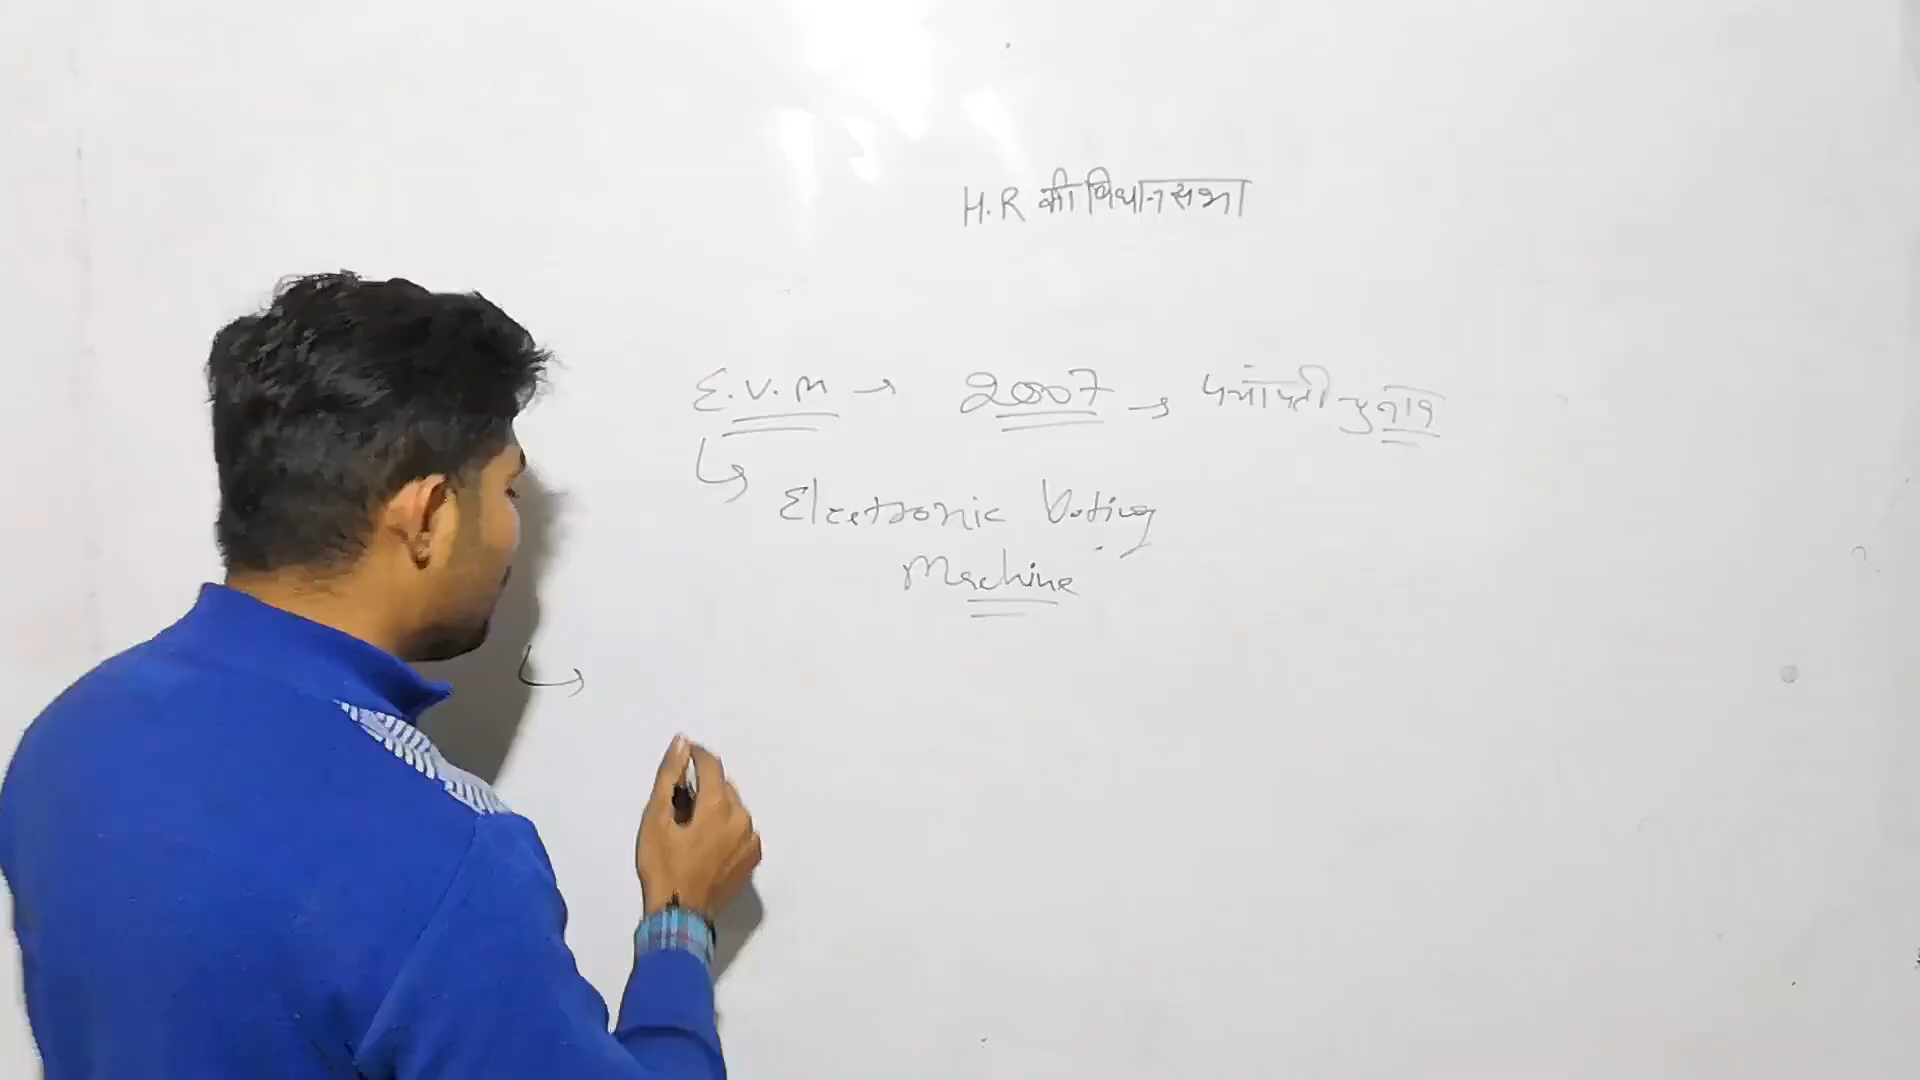 H.R की विधानसभा
E.V.M → 2007 → पंचायती चुनाव
Electronic Voting
Machine